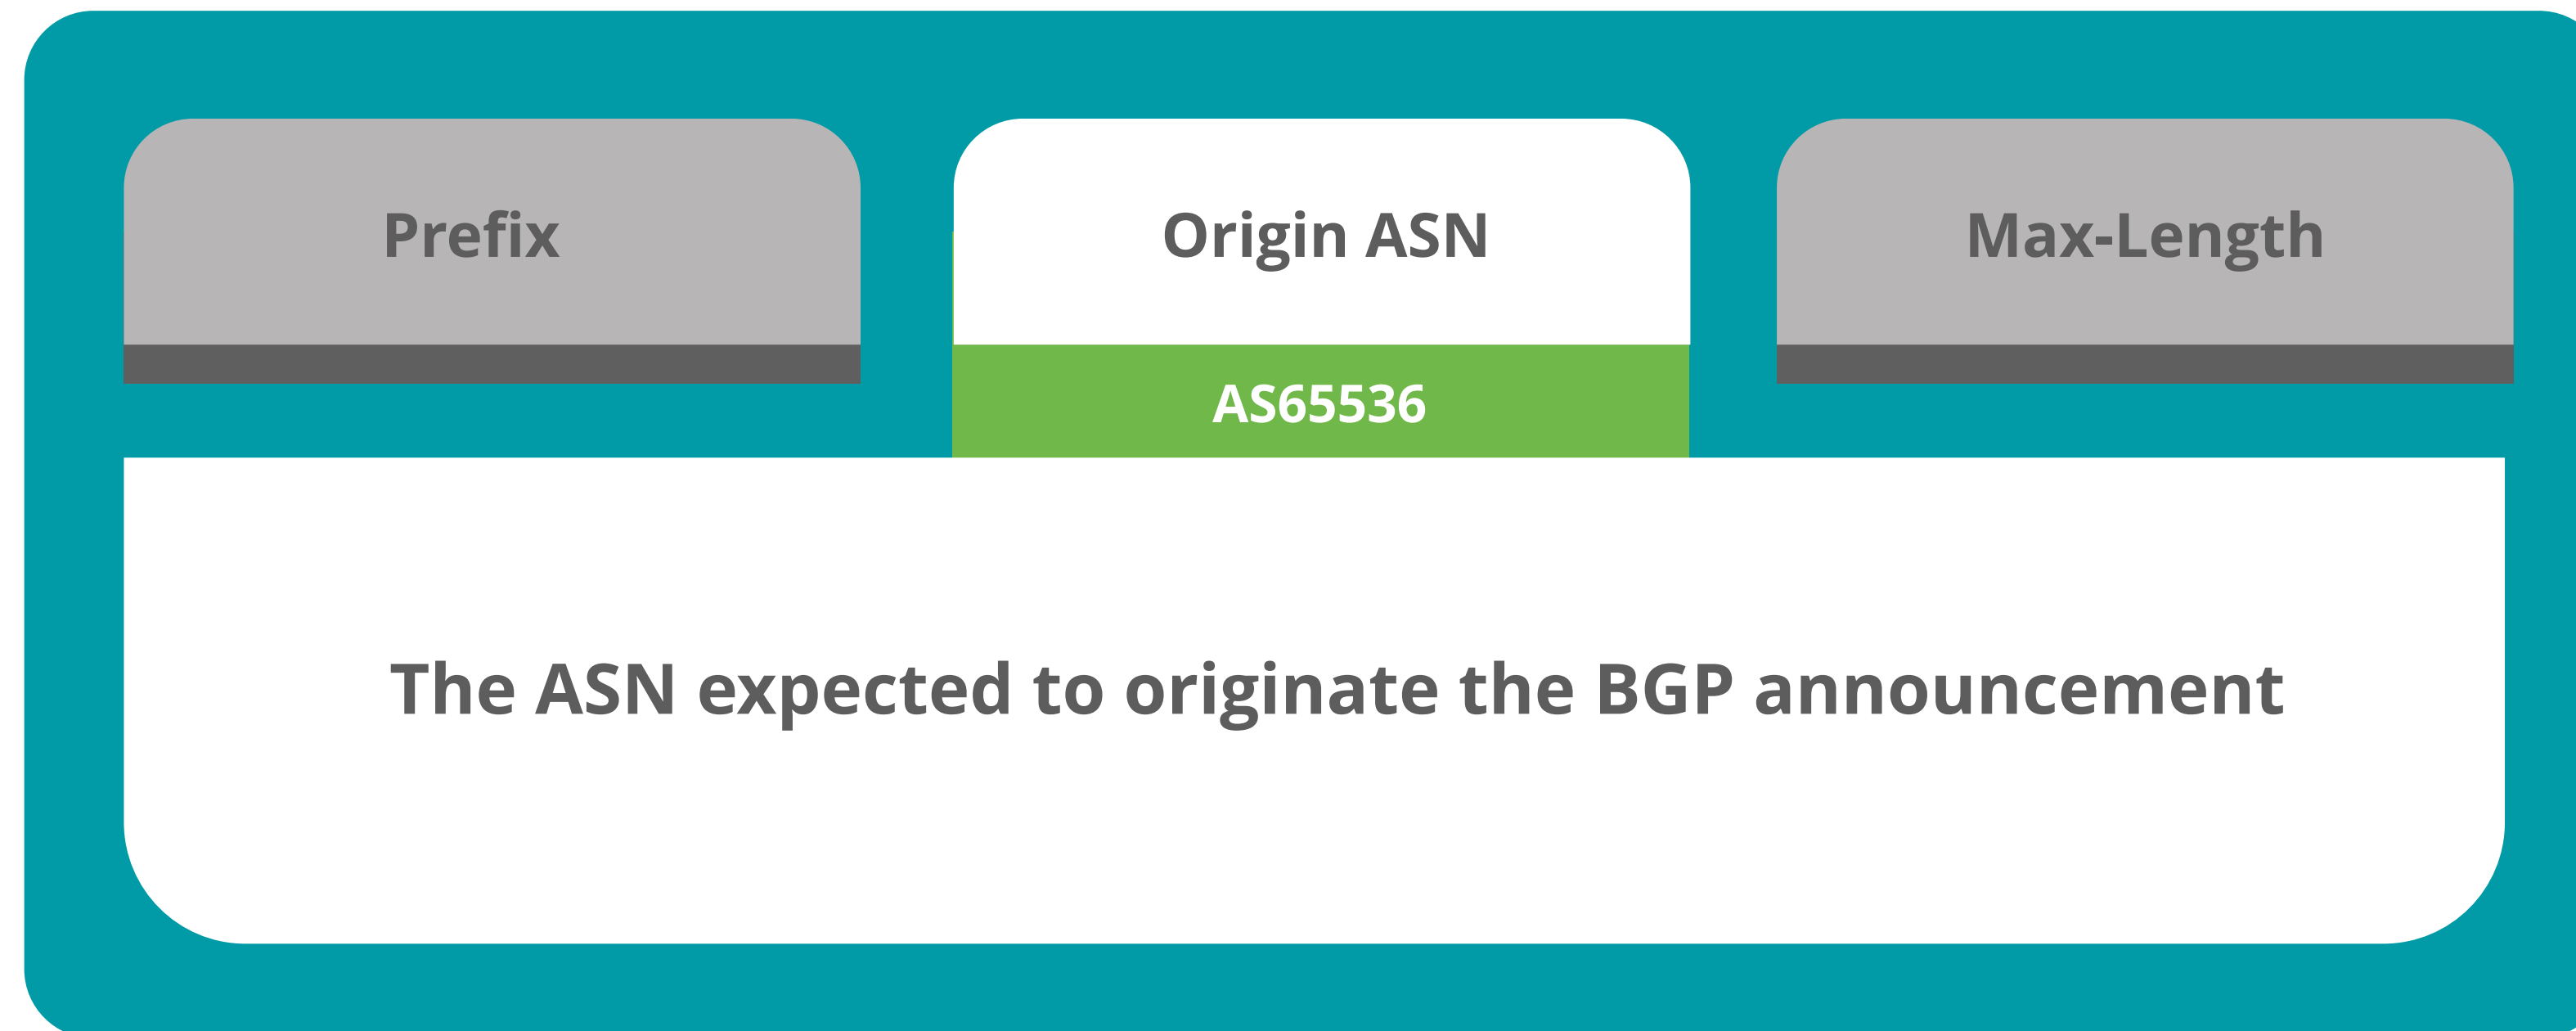 Prefix
Origin ASN
Max-Length
AS65536
The ASN expected to originate the BGP announcement